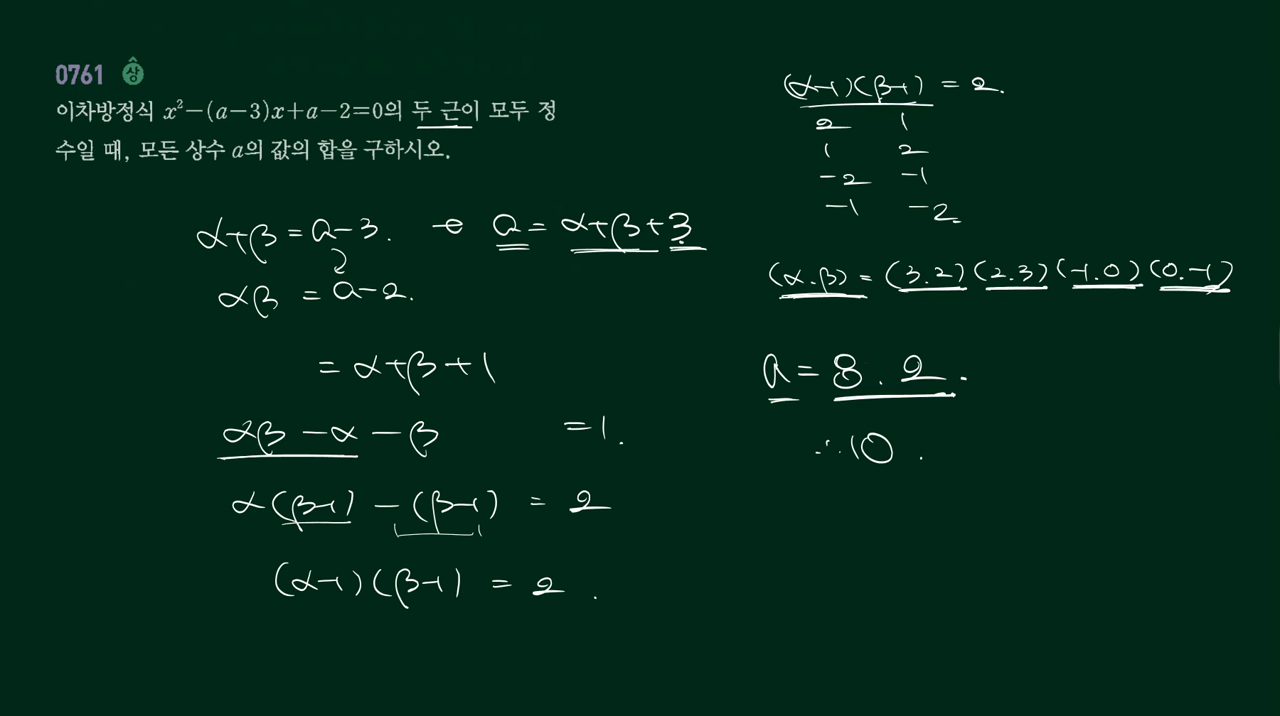 0761 상
이차방정식 x²-(a-3)x+a-2=0의 두 근이 모두 정
수일 때, 모든 상수 a의 값의 합을 구하시오.
α+β = a-3. → a = α+β+3
αβ = a-2.
= α+β+1
αβ -α -β =1.
α(β-1) -(β-1) = 2
(α-1)(β-1) = 2.
(α-1)(β-1) = 2.
2 1
1 2
-2 -1
-1 -2.
(α.β) = (3.2)(2.3)(-1.0)(0.-1)
a = 8. 2.
∴10.